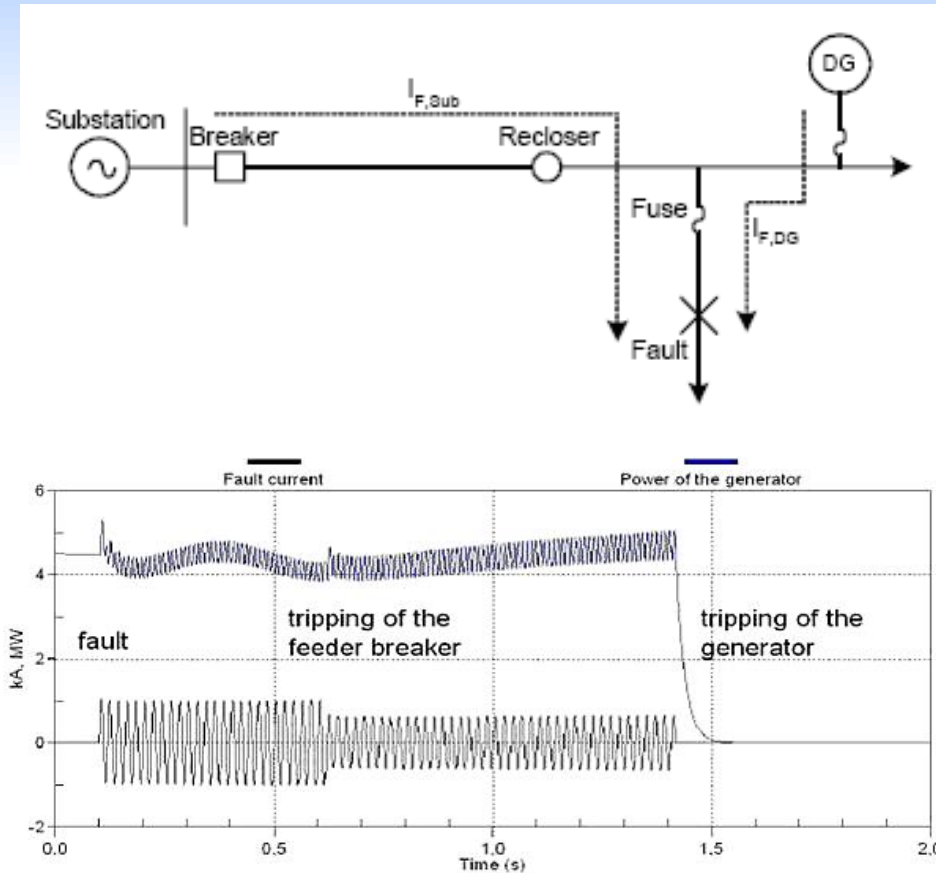 I_F,Sub
DG
Substation
Breaker
Recloser
Fuse
I_F,DG
Fault
Fault current
Power of the generator
6
4
2
0
-2
kA, MW
fault
tripping of the
feeder breaker
tripping of the
generator
0.0
0.5
1.0
1.5
2.0
Time (s)